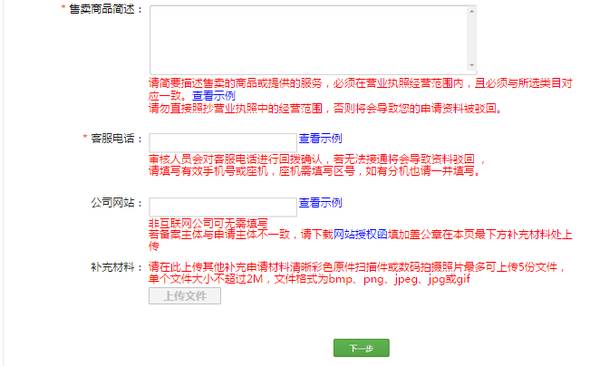 * 售卖商品简述：
请简要描述售卖的商品或提供的服务，必须在营业执照经营范围内，且必须与所选类目对
应一致。查看示例
请勿直接照抄营业执照中的经营范围，否则将会导致您的申请资料被驳回。
* 客服电话： 查看示例
审核人员会对客服电话进行回拨确认，若无法接通将会导致资料驳回 ，
请填写有效手机号或座机，座机需填写区号，如有分机也请一并填写。
公司网站： 查看示例
非互联网公司可无需填写
若备案主体与申请主体不一致，请下载网站授权函填加盖公章在本页最下方补充材料处上
传
补充材料： 请在此上传其他补充申请材料清晰彩色原件扫描件或数码拍摄照片最多可上传5份文件，
单个文件大小不超过2M，文件格式为bmp、png、jpeg、jpg或gif
上传文件
下一步